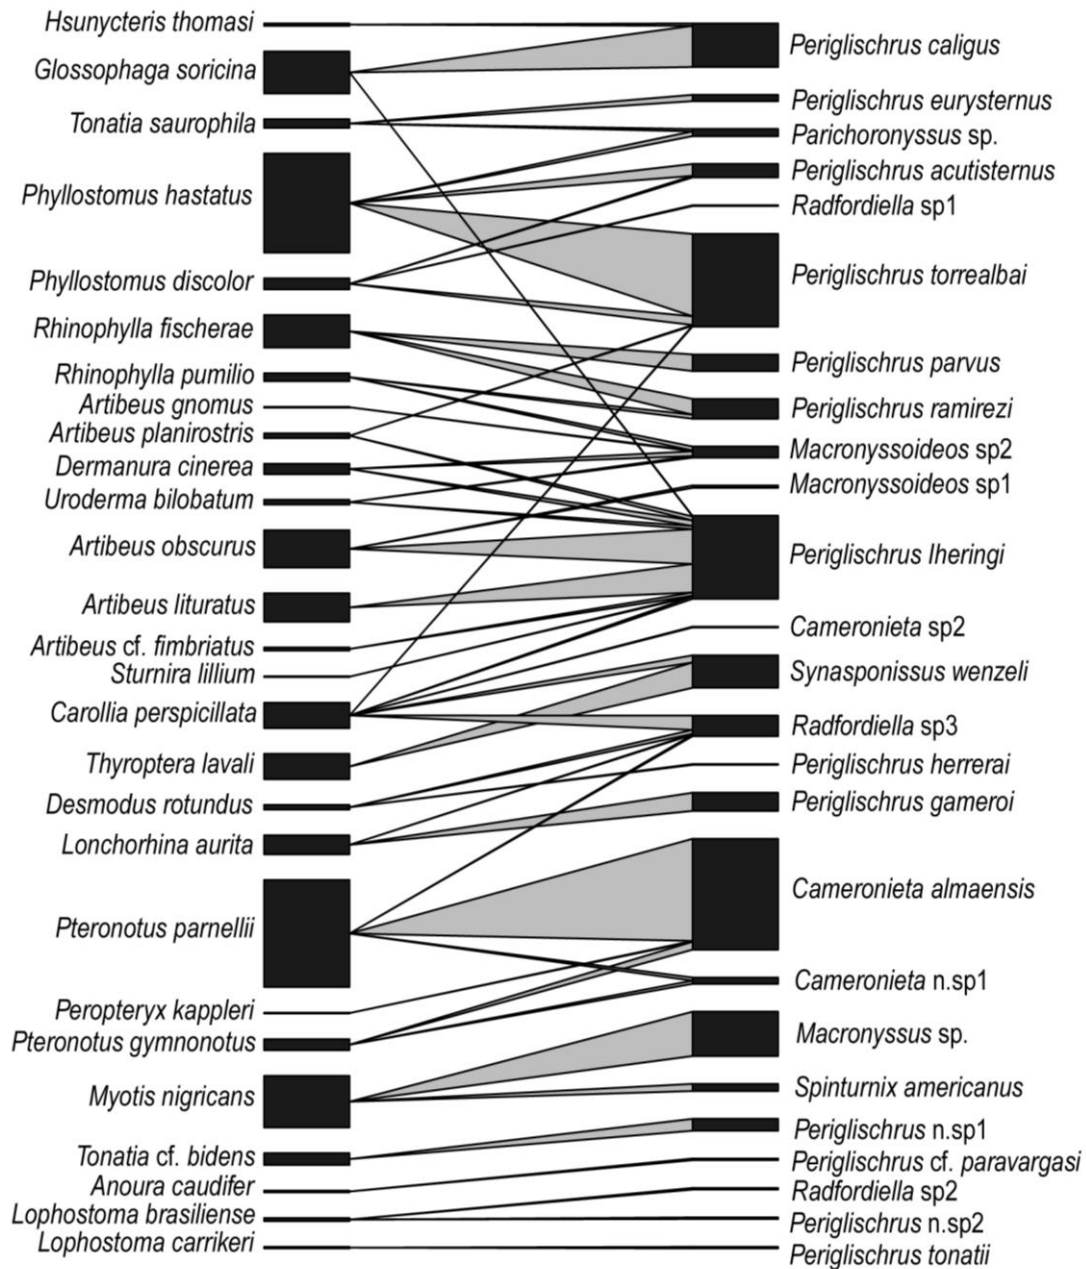 Hsunycteris thomasi
Glossophaga soricina
Tonatia saurophila
Phyllostomus hastatus
Phyllostomus discolor
Rhinophylla fischerae
Rhinophylla pumilio
Artibeus gnomus
Artibeus planirostris
Dermanura cinerea
Uroderma bilobatum
Artibeus obscurus
Artibeus lituratus
Artibeus cf. fimbriatus
Sturnira lillium
Carollia perspicillata
Thyroptera lavali
Desmodus rotundus
Lonchorhina aurita
Pteronotus parnellii
Peropteryx kappleri
Pteronotus gymnonotus
Myotis nigricans
Tonatia cf. bidens
Anoura caudifer
Lophostoma brasiliense
Lophostoma carrikeri
Periglischrus caligus
Periglischrus eurysternus
Parichoronyssus sp.
Periglischrus acutisternus
Radfordiella sp1
Periglischrus torrealbai
Periglischrus parvus
Periglischrus ramirezi
Macronyssoideos sp2
Macronyssoideos sp1
Periglischrus Iheringi
Cameronieta sp2
Synasponissus wenzeli
Radfordiella sp3
Periglischrus herrerai
Periglischrus gameroi
Cameronieta almaensis
Cameronieta n.sp1
Macronyssus sp.
Spinturnix americanus
Periglischrus n.sp1
Periglischrus cf. paravargasi
Radfordiella sp2
Periglischrus n.sp2
Periglischrus tonatii